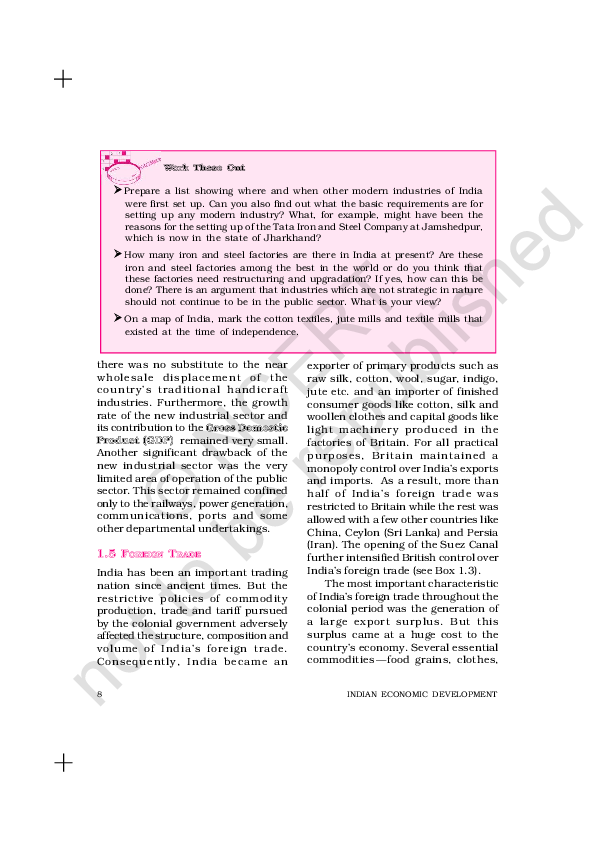 Work These Out
➢ Prepare a list showing where and when other modern industries of India
were first set up. Can you also find out what the basic requirements are for
setting up any modern industry? What, for example, might have been the
reasons for the setting up of the Tata Iron and Steel Company at Jamshedpur,
which is now in the state of Jharkhand?
➢ How many iron and steel factories are there in India at present? Are these
iron and steel factories among the best in the world or do you think that
these factories need restructuring and upgradation? If yes, how can this be
done? There is an argument that industries which are not strategic in nature
should not continue to be in the public sector. What is your view?
➢ On a map of India, mark the cotton textiles, jute mills and textile mills that
existed at the time of independence.
there was no substitute to the near
wholesale displacement of the
country's traditional handicraft
industries. Furthermore, the growth
rate of the new industrial sector and
its contribution to the Gross Domestic
Product (GDP) remained very small.
Another significant drawback of the
new industrial sector was the very
limited area of operation of the public
sector. This sector remained confined
only to the railways, power generation,
communications, ports and some
other departmental undertakings.
1.5 FOREIGN TRADE
India has been an important trading
nation since ancient times. But the
restrictive policies of commodity
production, trade and tariff pursued
by the colonial government adversely
affected the structure, composition and
volume of India's foreign trade.
Consequently, India became an
exporter of primary products such as
raw silk, cotton, wool, sugar, indigo,
jute etc. and an importer of finished
consumer goods like cotton, silk and
woollen clothes and capital goods like
light machinery produced in the
factories of Britain. For all practical
purposes, Britain maintained a
monopoly control over India's exports
and imports. As a result, more than
half of India's foreign trade was
restricted to Britain while the rest was
allowed with a few other countries like
China, Ceylon (Sri Lanka) and Persia
(Iran). The opening of the Suez Canal
further intensified British control over
India's foreign trade (see Box 1.3).
The most important characteristic
of India's foreign trade throughout the
colonial period was the generation of
a large export surplus. But this
surplus came at a huge cost to the
country's economy. Several essential
commodities—food grains, clothes,
8
INDIAN ECONOMIC DEVELOPMENT
© NCERT
not to be republished